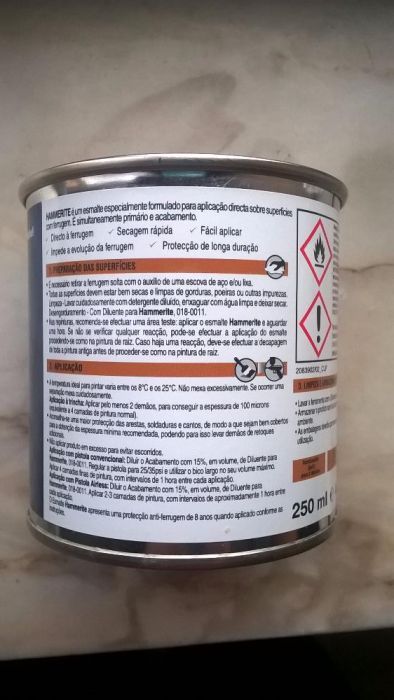 HAMMERITE é um esmalte especialmente formulado para aplicação directa sobre superfícies
com ferrugem. É simultaneamente primário e acabamento.
✓ Directo à ferrugem ✓ Secagem rápida ✓ Fácil aplicar
✓ Impede a evolução da ferrugem ✓ Protecção de longa duração
1. PREPARAÇÃO DAS SUPERFÍCIES
• É necessário retirar a ferrugem solta com o auxílio de uma escova de aço e/ou lixa.
• Todas as superfícies devem estar bem secas e limpas de gorduras, poeiras ou outras impurezas.
Limpeza - Lavar cuidadosamente com detergente diluído, enxaguar com água limpa e deixar secar.
Desengorduramento - Com Diluente para Hammerite, 018-0011.
• Nas repinturas, recomenda-se efectuar uma área teste: aplicar o esmalte Hammerite e aguardar
uma hora. Se não se verificar qualquer reacção, pode-se efectuar a aplicação do esmalte
procedendo-se como na pintura de raiz. Caso haja uma reacção, deve-se efectuar a decapagem
de toda a pintura antiga antes de proceder-se como na pintura de raiz.
2. APLICAÇÃO
• A temperatura ideal para pintar varia entre os 8ºC e os 25ºC. Não mexa excessivamente. Se ocorrer uma
separação mexa cuidadosamente.
Aplicação à trincha: Aplicar pelo menos 2 demãos, para conseguir a espessura de 100 microns
(equivalente a 4 camadas de pintura normal).
• Aconselha-se uma maior protecção das arestas, soldaduras e cantos, de modo a que sejam bem cobertos
para a obtenção da espessura mínima recomendada, podendo para isso levar demãos de retoques
adicionais.
• Não aplicar produto em excesso para evitar escorridos.
Aplicação com pistola convencional: Diluir o Acabamento com 15%, em volume, de Diluente para
Hammerite, 018-0011. Regular a pistola para 25/35psi e utilizar o bico largo no seu volume máximo.
Aplicar 4 camadas finas de pintura, com intervalos de 1 hora entre cada aplicação.
Aplicação com Pistola Airless: Diluir o Acabamento com 15%, em volume, de Diluente para
Hammerite, 018-0011. Aplicar 2-3 camadas de pintura, com intervalos de aproximadamente 1 hora entre
cada aplicação.
O Esmalte Hammerite apresenta uma protecção anti-ferrugem de 8 anos quando aplicado conforme as
instruções.
3. LIMPEZA
• Lavar a ferramenta
• Armazenar o
ambiente.
• As embalagens
utilização.
250 ml